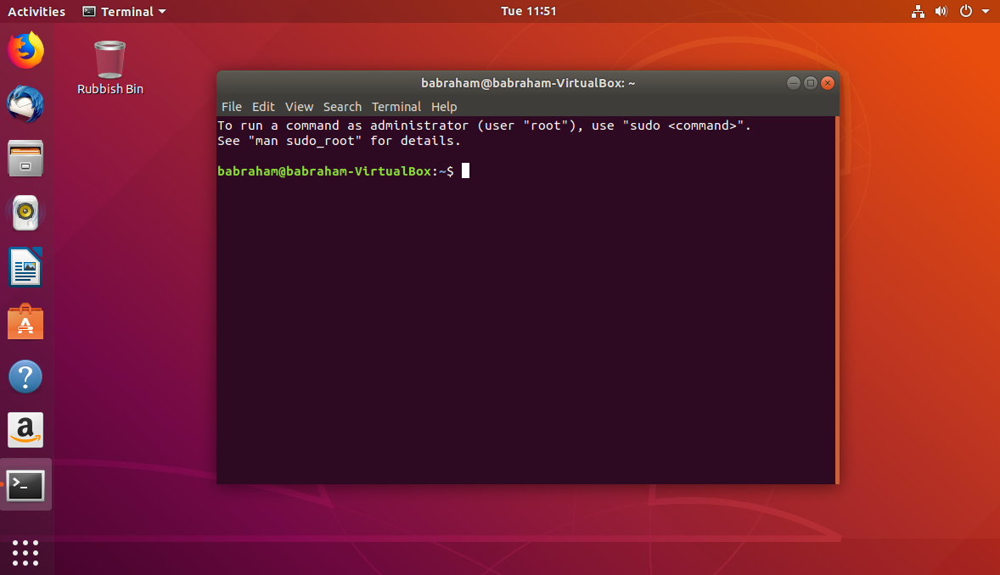 Activities Terminal Tue 11:51
Rubbish Bin
babraham@babraham-VirtualBox: ~
File Edit View Search Terminal Help
To run a command as administrator (user "root"), use "sudo <command>".
See "man sudo_root" for details.
babraham@babraham-VirtualBox:~$